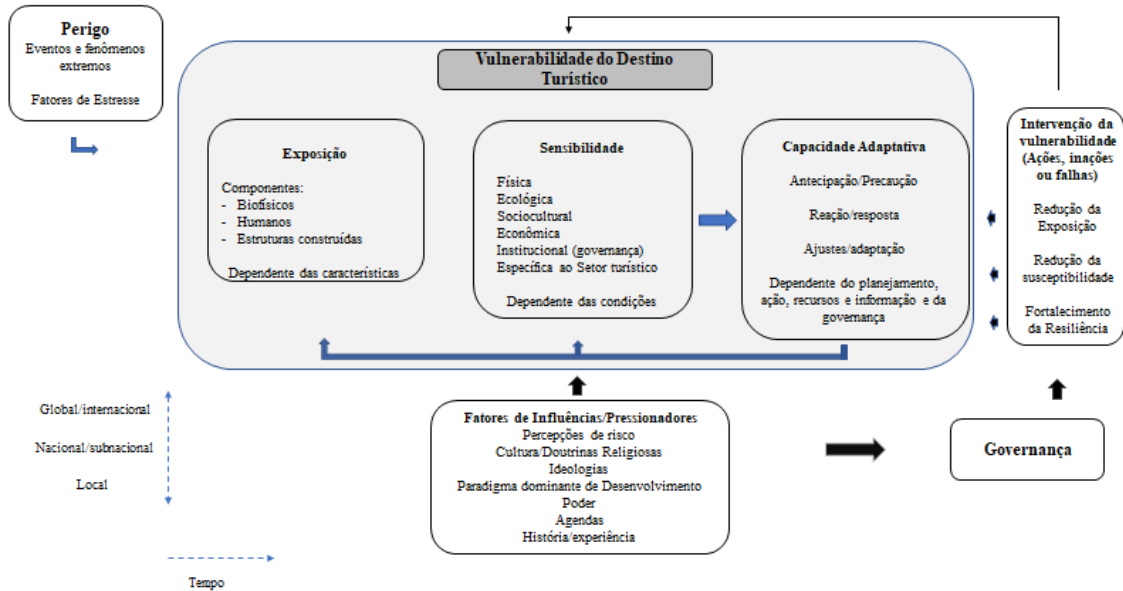 Perigo
Eventos e fenômenos
extremos
Fatores de Estresse
Vulnerabilidade do Destino
Turístico
Exposição
Componentes:
- Biofísicos
- Humanos
- Estruturas construídas
Dependente das características
Sensibilidade
Física
Ecológica
Sociocultural
Econômica
Institucional (governança)
Específica ao Setor turístico
Dependente das condições
Capacidade Adaptativa
Antecipação/Precaução
Reação/resposta
Ajustes/adaptação
Dependente do planejamento,
ação, recursos e informação e da
governança
Intervenção da
vulnerabilidade
(Ações, inações
ou falhas)
Redução da
Exposição
Redução da
susceptibilidade
Fortalecimento
da Resiliência
Global/internacional
Nacional/subnacional
Local
Tempo
Fatores de Influências/Pressionadores
Percepções de risco
Cultura/Doutrinas Religiosas
Ideologias
Paradigma dominante de Desenvolvimento
Poder
Agendas
História/experiência
Governança